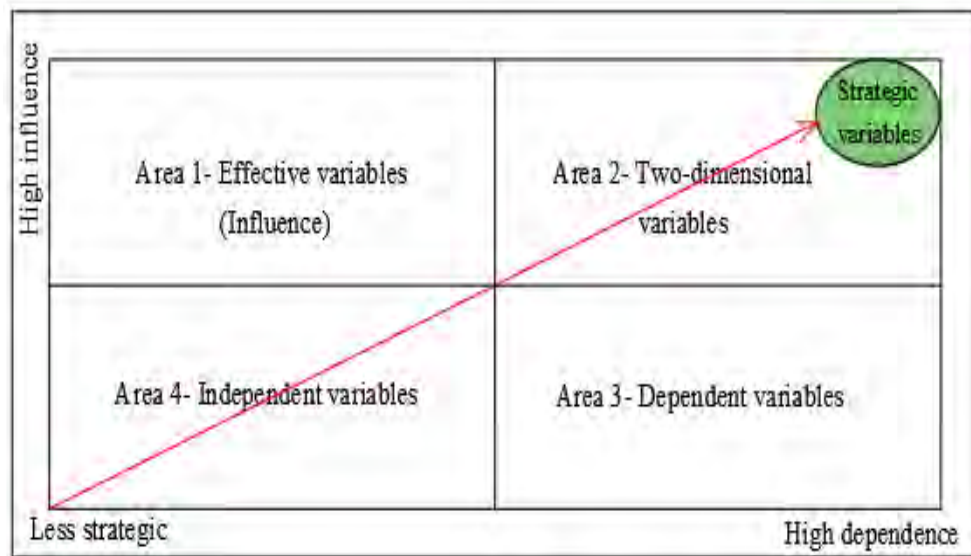 High influence
Strategic
variables
Area 1- Effective variables
(Influence)
Area 2- Two-dimensional
variables
Area 4- Independent variables
Area 3- Dependent variables
Less strategic
High dependence